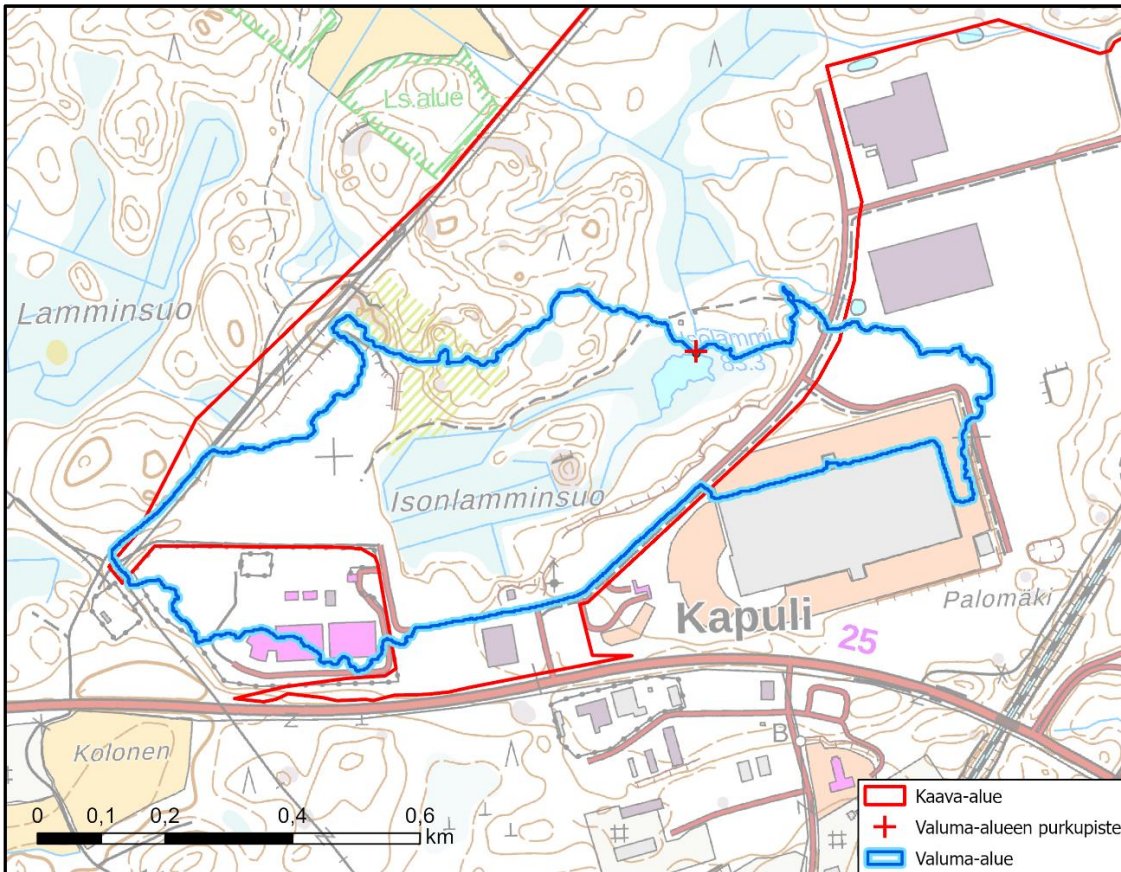 Ls.alue
90
Lamminsuo
83.3
Isonlamminsuo
Palomäki
Kapuli
25
Kolonen
B
0 0,1 0,2 0,4 0,6
km
Kaava-alue
Valuma-alueen purkupiste
Valuma-alue